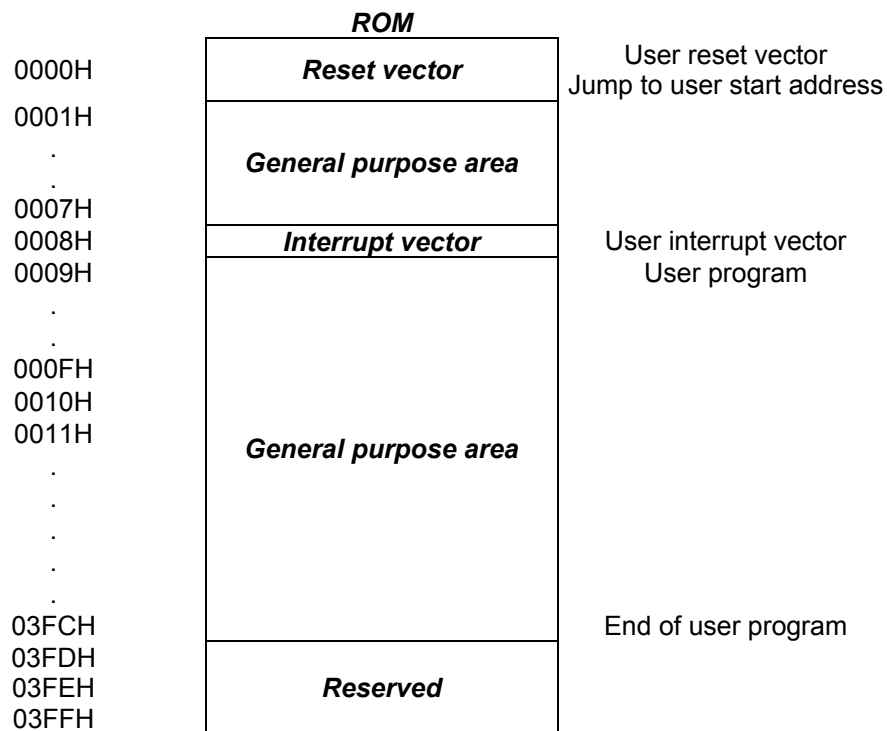 ROM
0000H Reset vector User reset vector
Jump to user start address
0001H
.
General purpose area
.
0007H
0008H Interrupt vector User interrupt vector
0009H User program
.
.
000FH
0010H
0011H
General purpose area
.
.
.
.
.
03FCH End of user program
03FDH
03FEH Reserved
03FFH